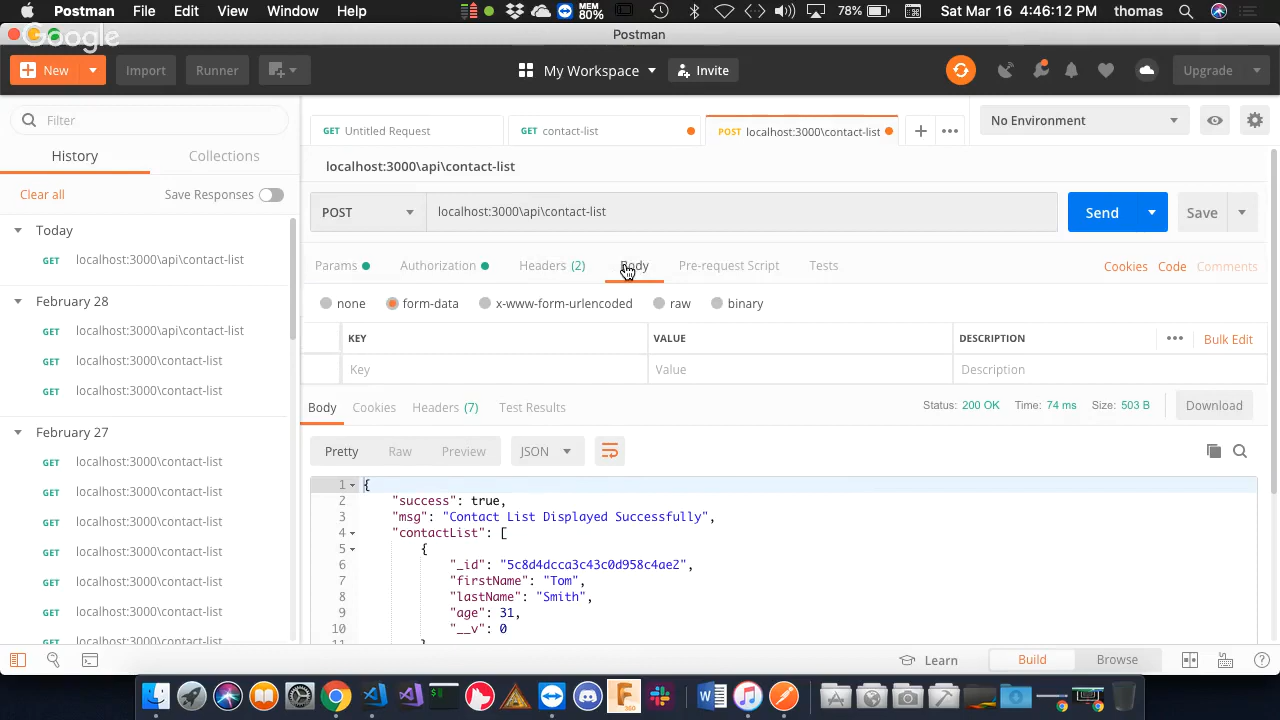 Postman File Edit View Window Help MEM 80% 78% Sat Mar 16 4:46:12 PM thomas
Google
Postman
New Import Runner My Workspace Invite Upgrade
Filter
History Collections
Clear all Save Responses
Today
GET localhost:3000\api\contact-list
February 28
GET localhost:3000\api\contact-list
GET localhost:3000\contact-list
GET localhost:3000\contact-list
February 27
GET localhost:3000\contact-list
GET localhost:3000\contact-list
GET localhost:3000\contact-list
GET localhost:3000\contact-list
GET localhost:3000\contact-list
GET localhost:3000\contact-list
GET localhost:3000\contact-list
GET Untitled Request GET contact-list POST localhost:3000\contact-list No Environment
localhost:3000\api\contact-list
POST localhost:3000\api\contact-list Send Save
Params Authorization Headers (2) Body Pre-request Script Tests Cookies Code Comments
none form-data x-www-form-urlencoded raw binary
KEY VALUE DESCRIPTION Bulk Edit
Key Value Description
Body Cookies Headers (7) Test Results Status: 200 OK Time: 74 ms Size: 503 B Download
Pretty Raw Preview JSON
1 {
2 "success": true,
3 "msg": "Contact List Displayed Successfully",
4 "contactList": [
5 {
6 "_id": "5c8d4dcca3c43c0d958c4ae2",
7 "firstName": "Tom",
8 "lastName": "Smith",
9 "age": 31,
10 "__v": 0
11 }
Learn Build Browse